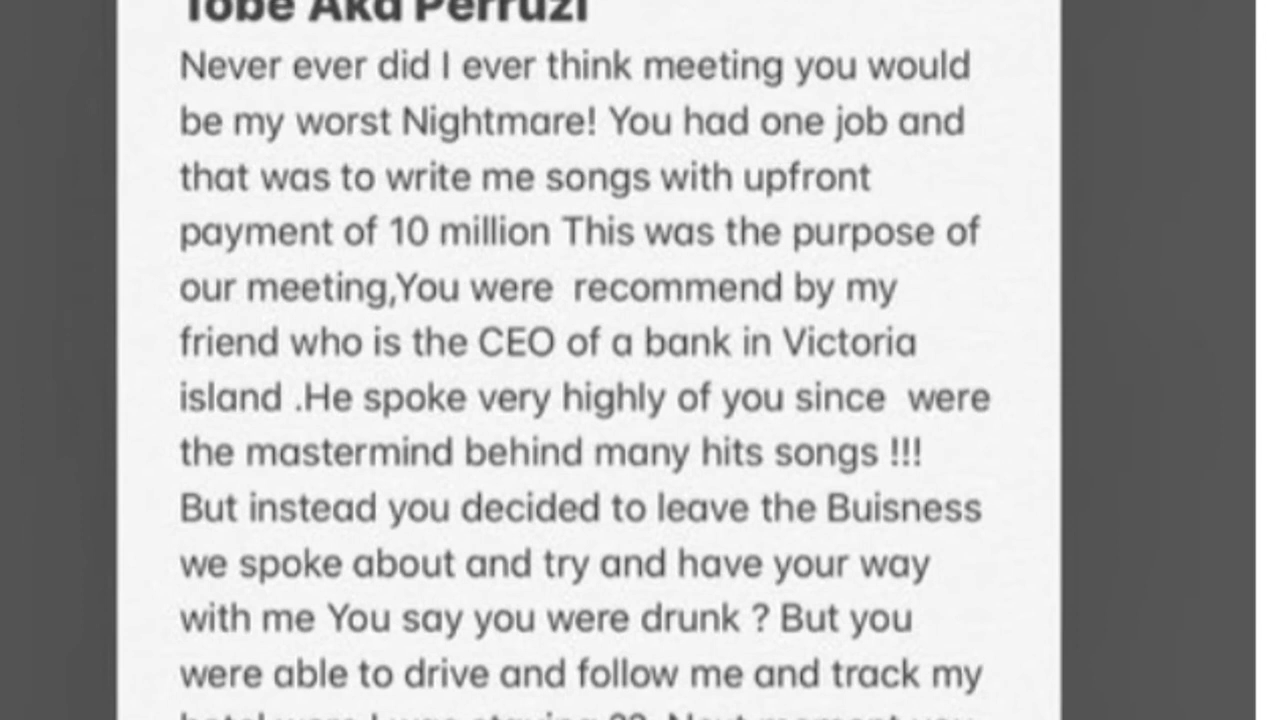 Tobe Aka Perruzi
Never ever did I ever think meeting you would
be my worst Nightmare! You had one job and
that was to write me songs with upfront
payment of 10 million This was the purpose of
our meeting,You were  recommend by my
friend who is the CEO of a bank in Victoria
island .He spoke very highly of you since  were
the mastermind behind many hits songs !!!
But instead you decided to leave the Buisness
we spoke about and try and have your way
with me You say you were drunk ? But you
were able to drive and follow me and track my